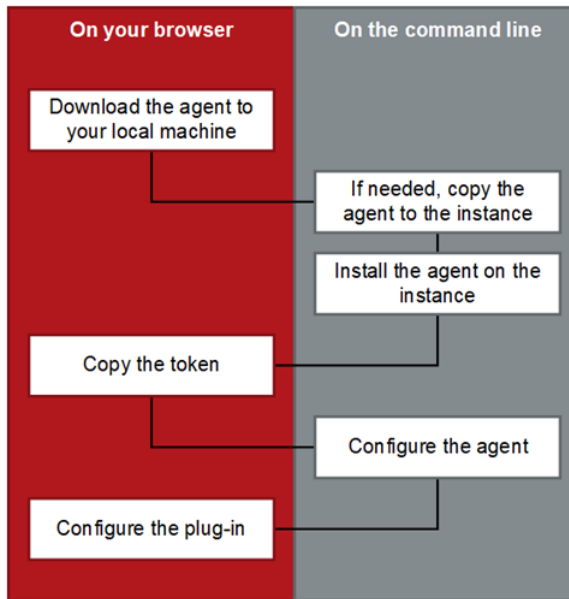 On your browser
On the command line
Download the agent to
your local machine
If needed, copy the
agent to the instance
Install the agent on the
instance
Copy the token
Configure the agent
Configure the plug-in